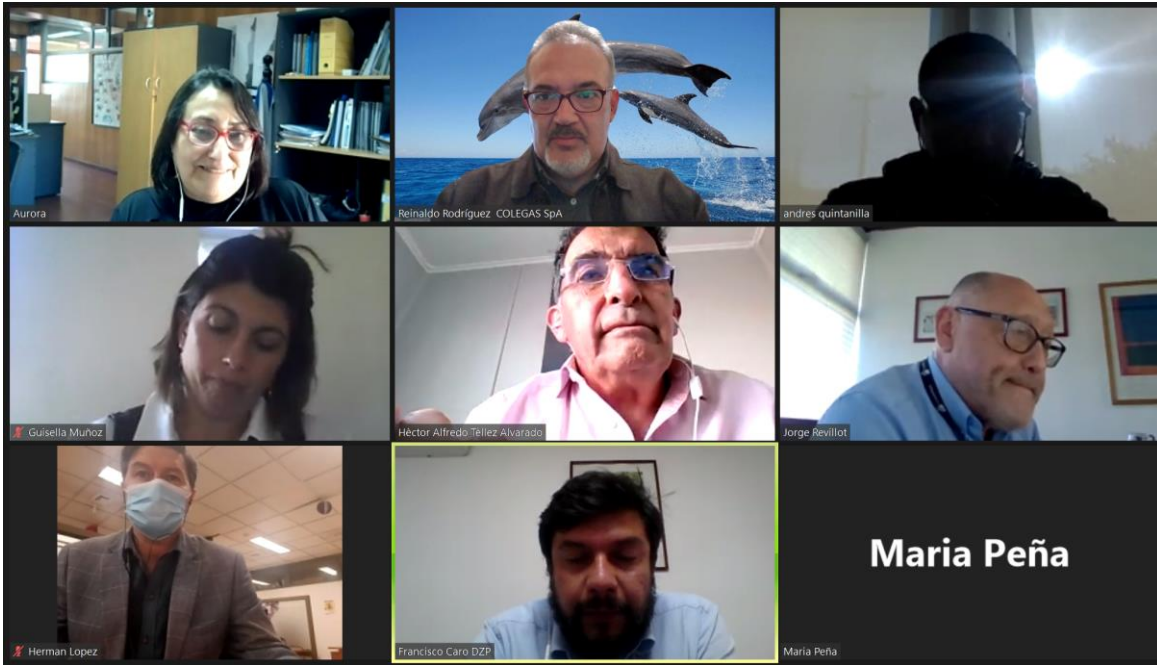 Aurora
Reinaldo Rodríguez COLEGAS SpA
andres quintanilla
Guisella Muñoz
Héctor Alfredo Téllez Alvarado
Jorge Revillot
Herman Lopez
Francisco Caro DZP
Maria Peña
Maria Peña